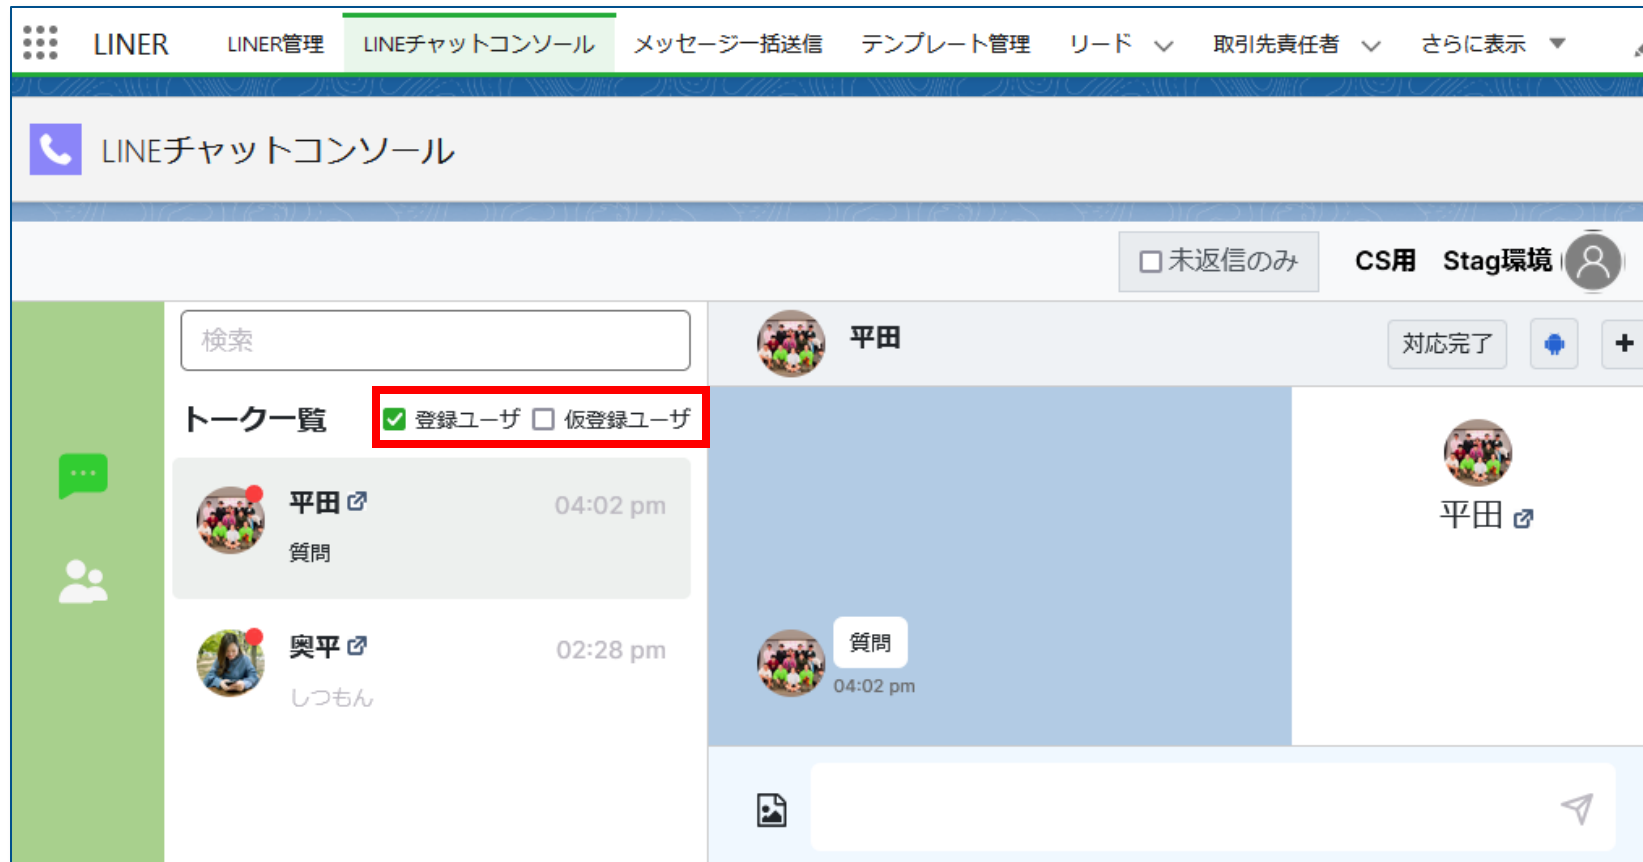 LINER LINER管理 LINEチャットコンソール メッセージ一括送信 テンプレート管理 リード 取引先責任者 さらに表示
LINEチャットコンソール
未返信のみ CS用 Stag環境
検索
平田 対応完了
トーク一覧 登録ユーザ 仮登録ユーザ
平田 04:02 pm
質問
平田
奥平 02:28 pm
しつもん
質問
04:02 pm